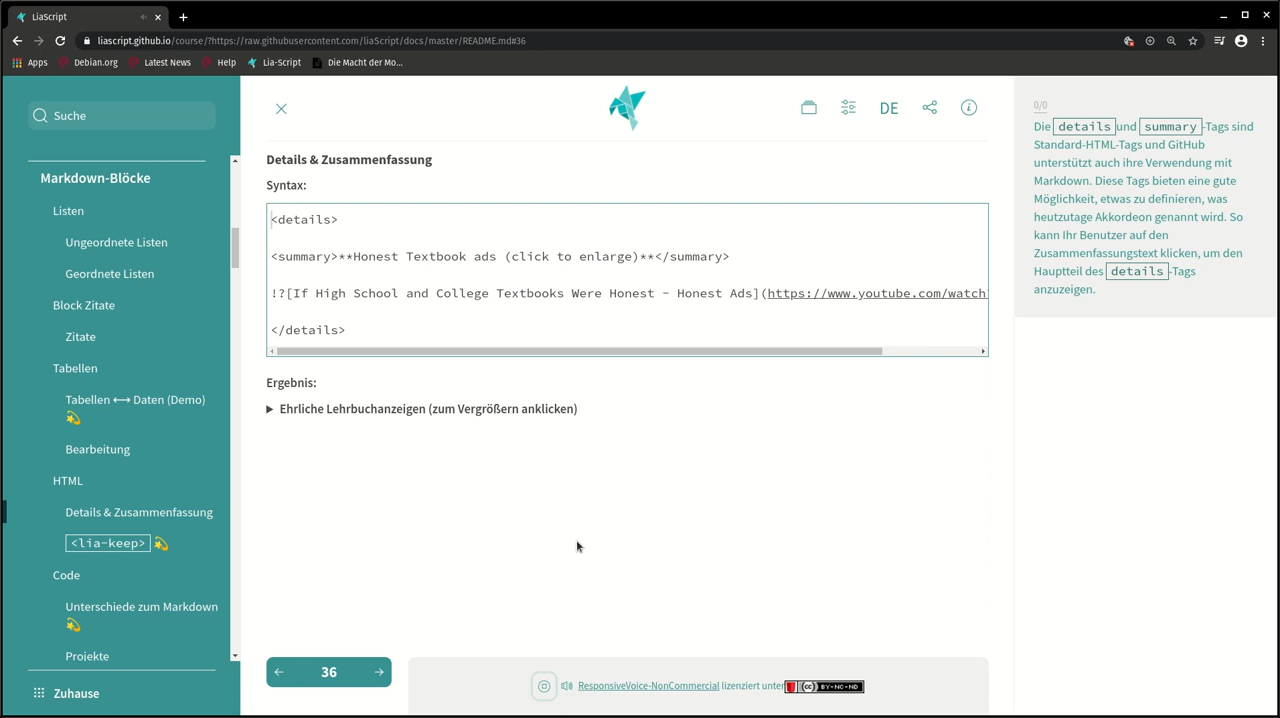 LiaScript
liascript.github.io/course/?https://raw.githubusercontent.com/liaScript/docs/master/README.md#36
Apps
Debian.org
Latest News
Help
Lia-Script
Die Macht der Mo...
Suche
Markdown-Blöcke
Listen
Ungeordnete Listen
Geordnete Listen
Block Zitate
Zitate
Tabellen
Tabellen ⟷ Daten (Demo)
💫
Bearbeitung
HTML
Details & Zusammenfassung
<lia-keep> 💫
Code
Unterschiede zum Markdown
💫
Projekte
Zuhause
DE
Details & Zusammenfassung
Syntax:
<details>
<summary>**Honest Textbook ads (click to enlarge)**</summary>
!?[If High School and College Textbooks Were Honest - Honest Ads](https://www.youtube.com/watch
</details>
Ergebnis:
▶ Ehrliche Lehrbuchanzeigen (zum Vergrößern anklicken)
← 36 →
ResponsiveVoice-NonCommercial lizenziert unter
CC BY-NC-ND
0/0
Die details und summary-Tags sind
Standard-HTML-Tags und GitHub
unterstützt auch ihre Verwendung mit
Markdown. Diese Tags bieten eine gute
Möglichkeit, etwas zu definieren, was
heutzutage Akkordeon genannt wird. So
kann Ihr Benutzer auf den
Zusammenfassungstext klicken, um den
Hauptteil des details-Tags
anzuzeigen.